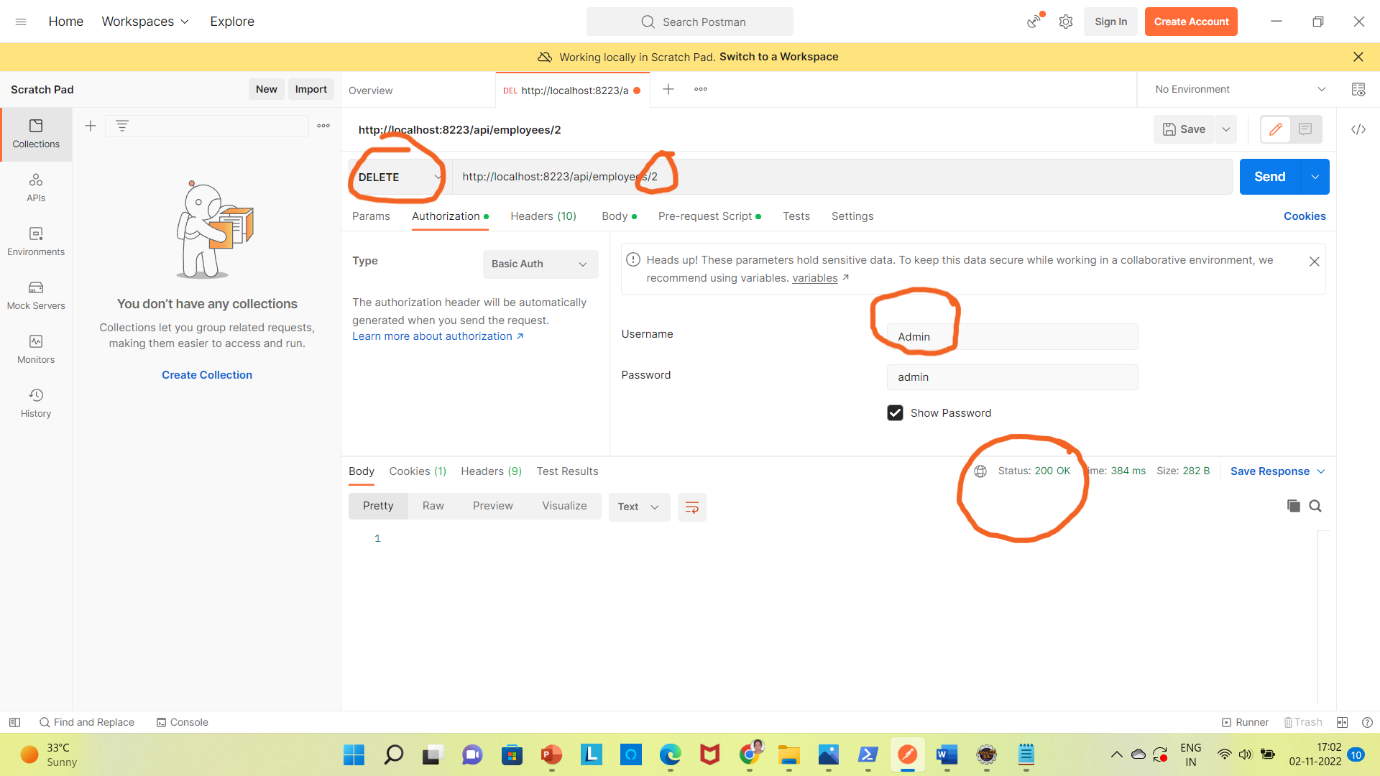 Home Workspaces Explore Search Postman Sign In Create Account
Working locally in Scratch Pad. Switch to a Workspace
Scratch Pad New Import Overview DEL http://localhost:8223/a No Environment
http://localhost:8223/api/employees/2 Save
Collections
DELETE http://localhost:8223/api/employees/2 Send
APIs
Params Authorization Headers (10) Body Pre-request Script Tests Settings Cookies
Environments
Type Basic Auth
Heads up! These parameters hold sensitive data. To keep this data secure while working in a collaborative environment, we
recommend using variables. variables ↗
Mock Servers
You don't have any collections
Collections let you group related requests,
making them easier to access and run.
Create Collection
The authorization header will be automatically
generated when you send the request.
Learn more about authorization ↗
Username Admin
Password admin
Show Password
Monitors
History
Body Cookies (1) Headers (9) Test Results Status: 200 OK ime: 384 ms Size: 282 B Save Response
Pretty Raw Preview Visualize Text
1
Find and Replace Console Runner Trash
33°C
Sunny
ENG
IN
17:02
02-11-2022
10